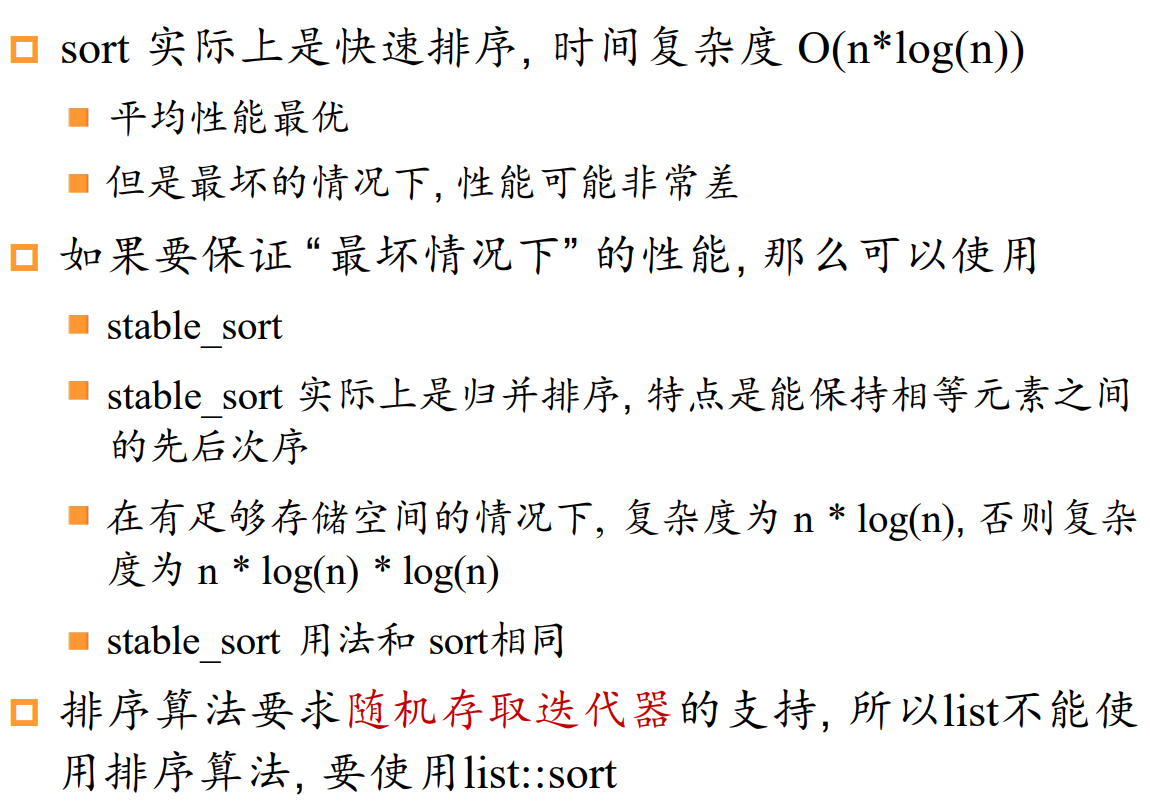 sort 实际上是快速排序, 时间复杂度 O(n*log(n))
平均性能最优
但是最坏的情况下, 性能可能非常差
如果要保证 “最坏情况下” 的性能, 那么可以使用
stable_sort
stable_sort 实际上是归并排序, 特点是能保持相等元素之间
的先后次序
在有足够存储空间的情况下, 复杂度为 n * log(n), 否则复杂
度为 n * log(n) * log(n)
stable_sort 用法和 sort相同
排序算法要求随机存取迭代器的支持, 所以list不能使
用排序算法, 要使用list::sort